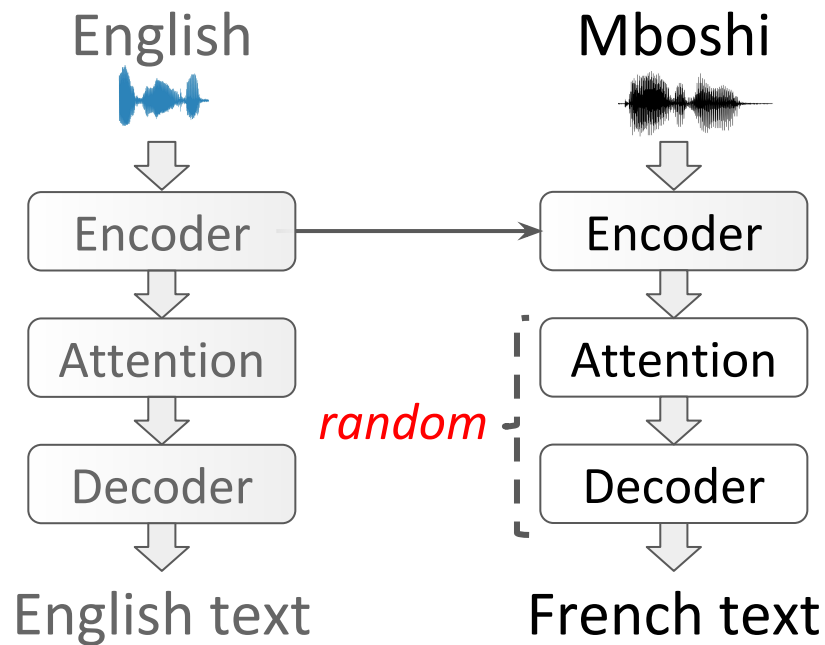 English
Mboshi
Encoder
Encoder
Attention
Attention
random
Decoder
Decoder
English text
French text